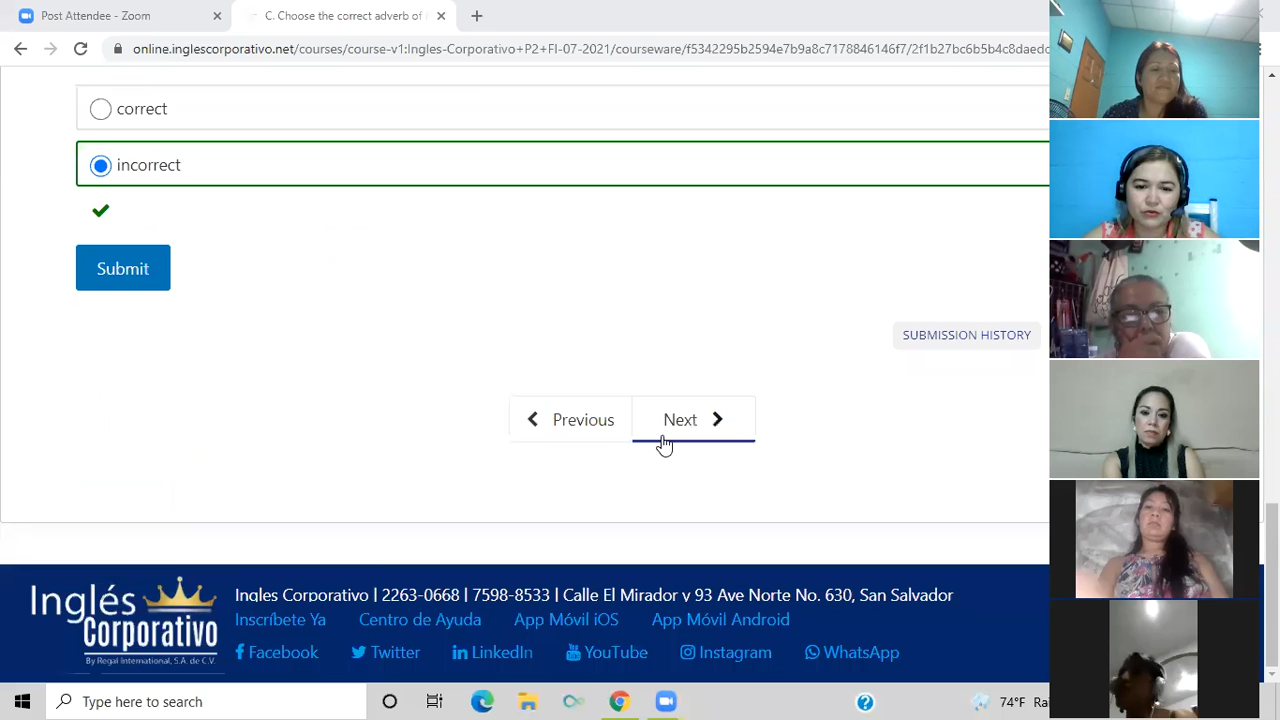 Post Attendee - Zoom
C. Choose the correct adverb of
online.inglescorporativo.net/courses/course-v1:Ingles-Corporativo+P2+FI-07-2021/courseware/f5342295b2594e7b9a8c7178846146f7/2f1b27bc6b5b4c8daedc
correct
incorrect
Submit
SUBMISSION HISTORY
Previous Next
Inglés Corporativo
By Regal International, S.A. de C.V.
Ingles Corporativo | 2263-0668 | 7598-8533 | Calle El Mirador y 93 Ave Norte No. 630, San Salvador
Inscríbete Ya Centro de Ayuda App Móvil iOS App Móvil Android
Facebook Twitter LinkedIn YouTube Instagram WhatsApp
Type here to search
74°F